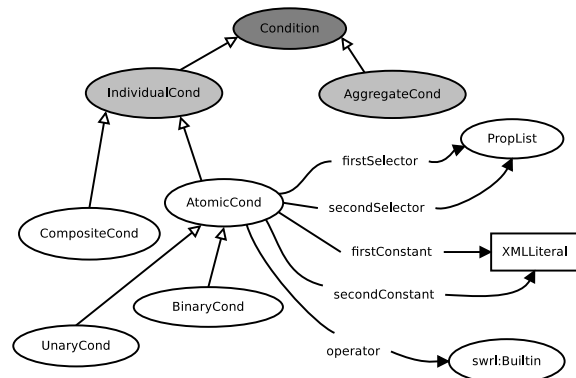 Condition
IndividualCond
AggregateCond
PropList
firstSelector
AtomicCond
secondSelector
CompositeCond
firstConstant
XMLLiteral
secondConstant
BinaryCond
UnaryCond
operator
swrl:Builtin